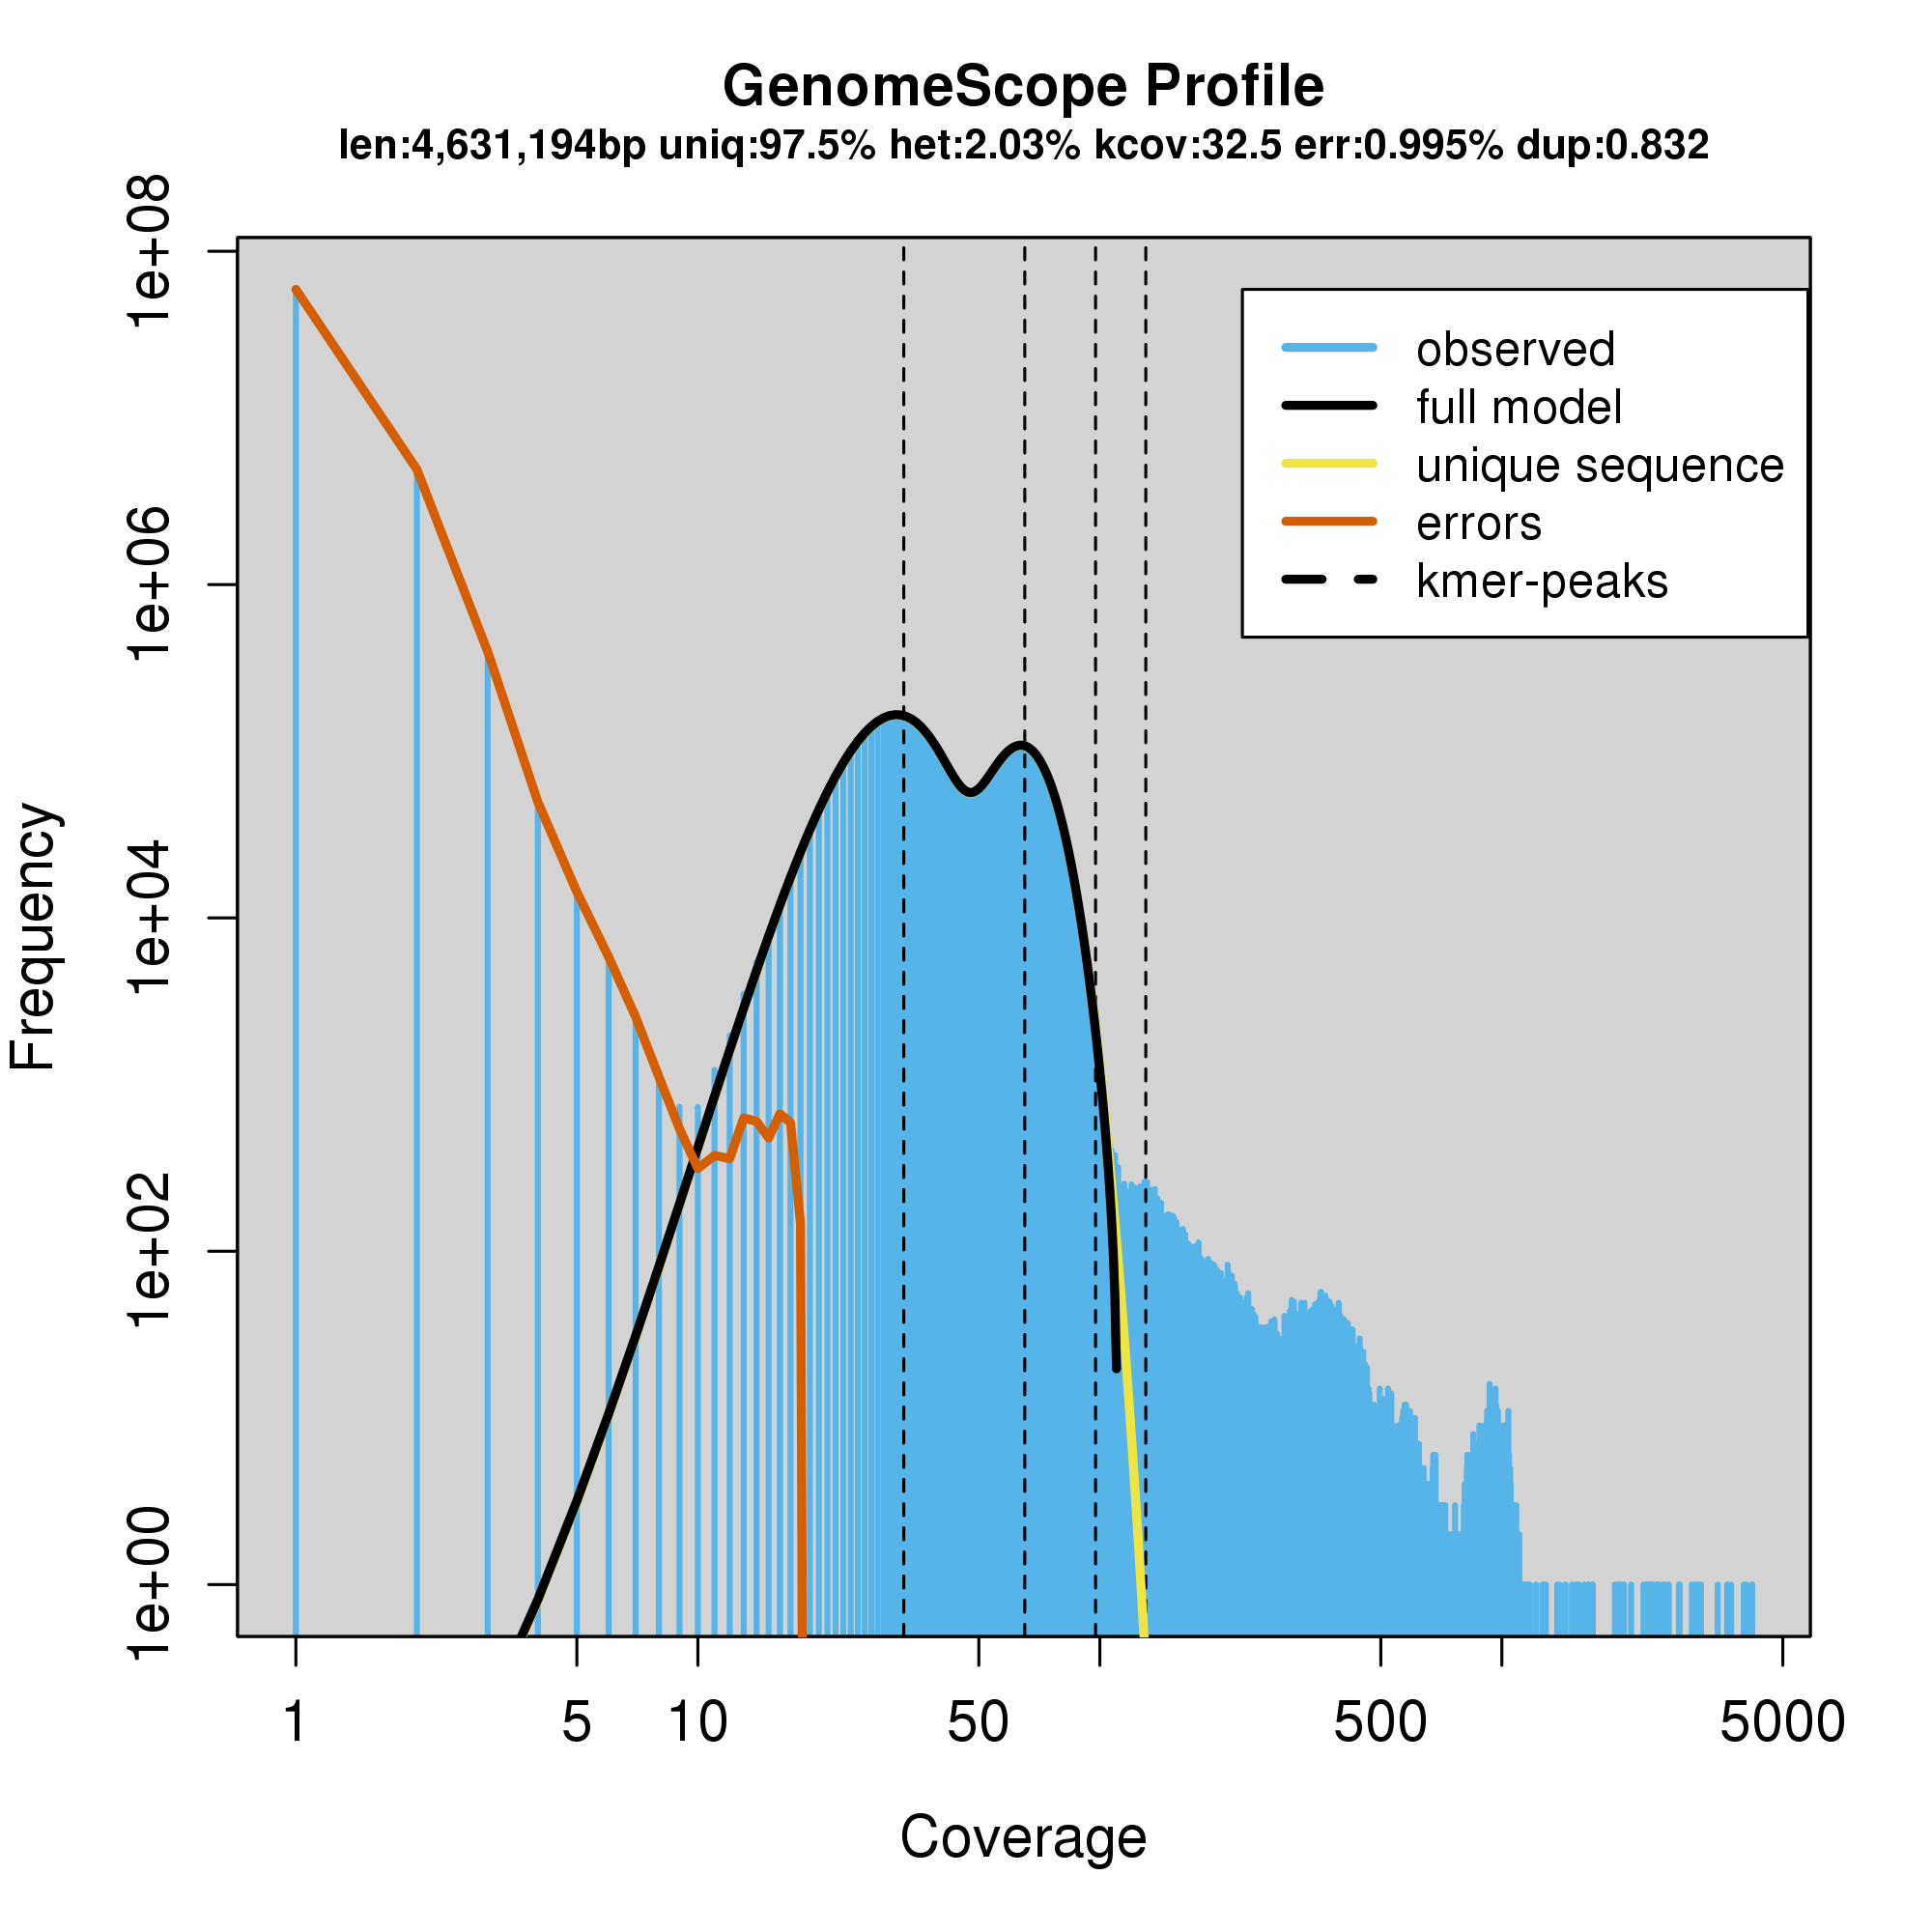 GenomeScope Profile
len:4,631,194bp uniq:97.5% het:2.03% kcov:32.5 err:0.995% dup:0.832
1e+08
1e+06
1e+04
1e+02
1e+00
Frequency
observed
full model
unique sequence
errors
kmer-peaks
1 5 10 50 500 5000
Coverage